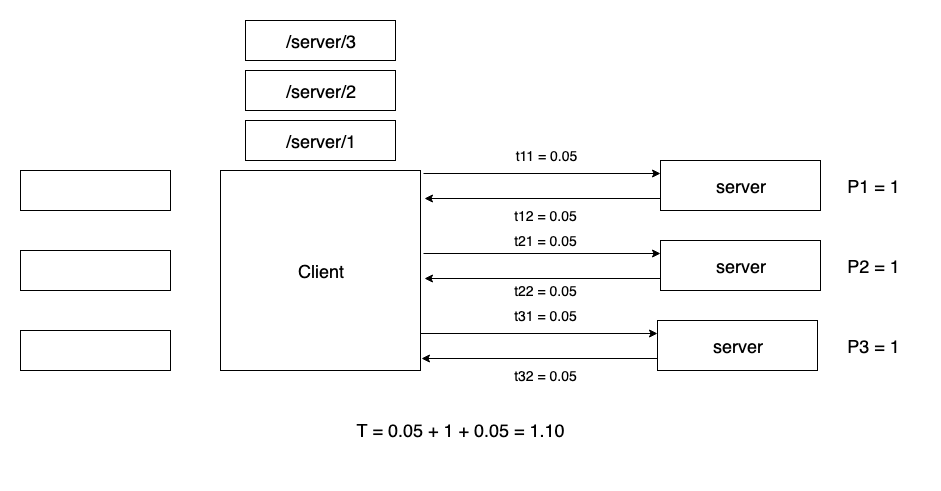 /server/3
/server/2
/server/1
t11 = 0.05
server
P1 = 1
t12 = 0.05
t21 = 0.05
Client
server
P2 = 1
t22 = 0.05
t31 = 0.05
server
P3 = 1
t32 = 0.05
T = 0.05 + 1 + 0.05 = 1.10